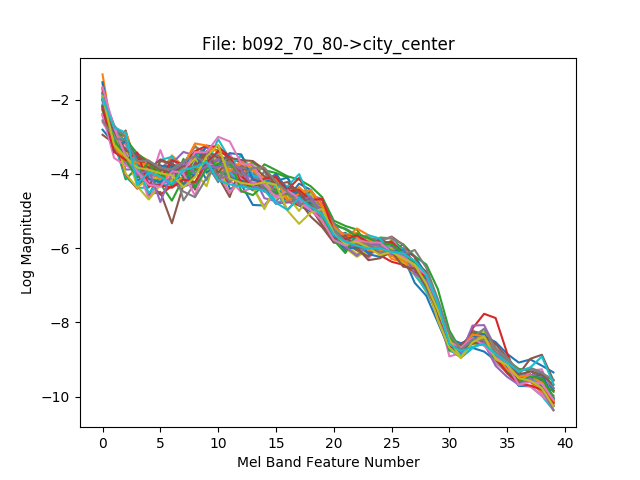 File: b092_70_80->city_center
−2
−4
−6
−8
−10
Log Magnitude
0 5 10 15 20 25 30 35 40
Mel Band Feature Number